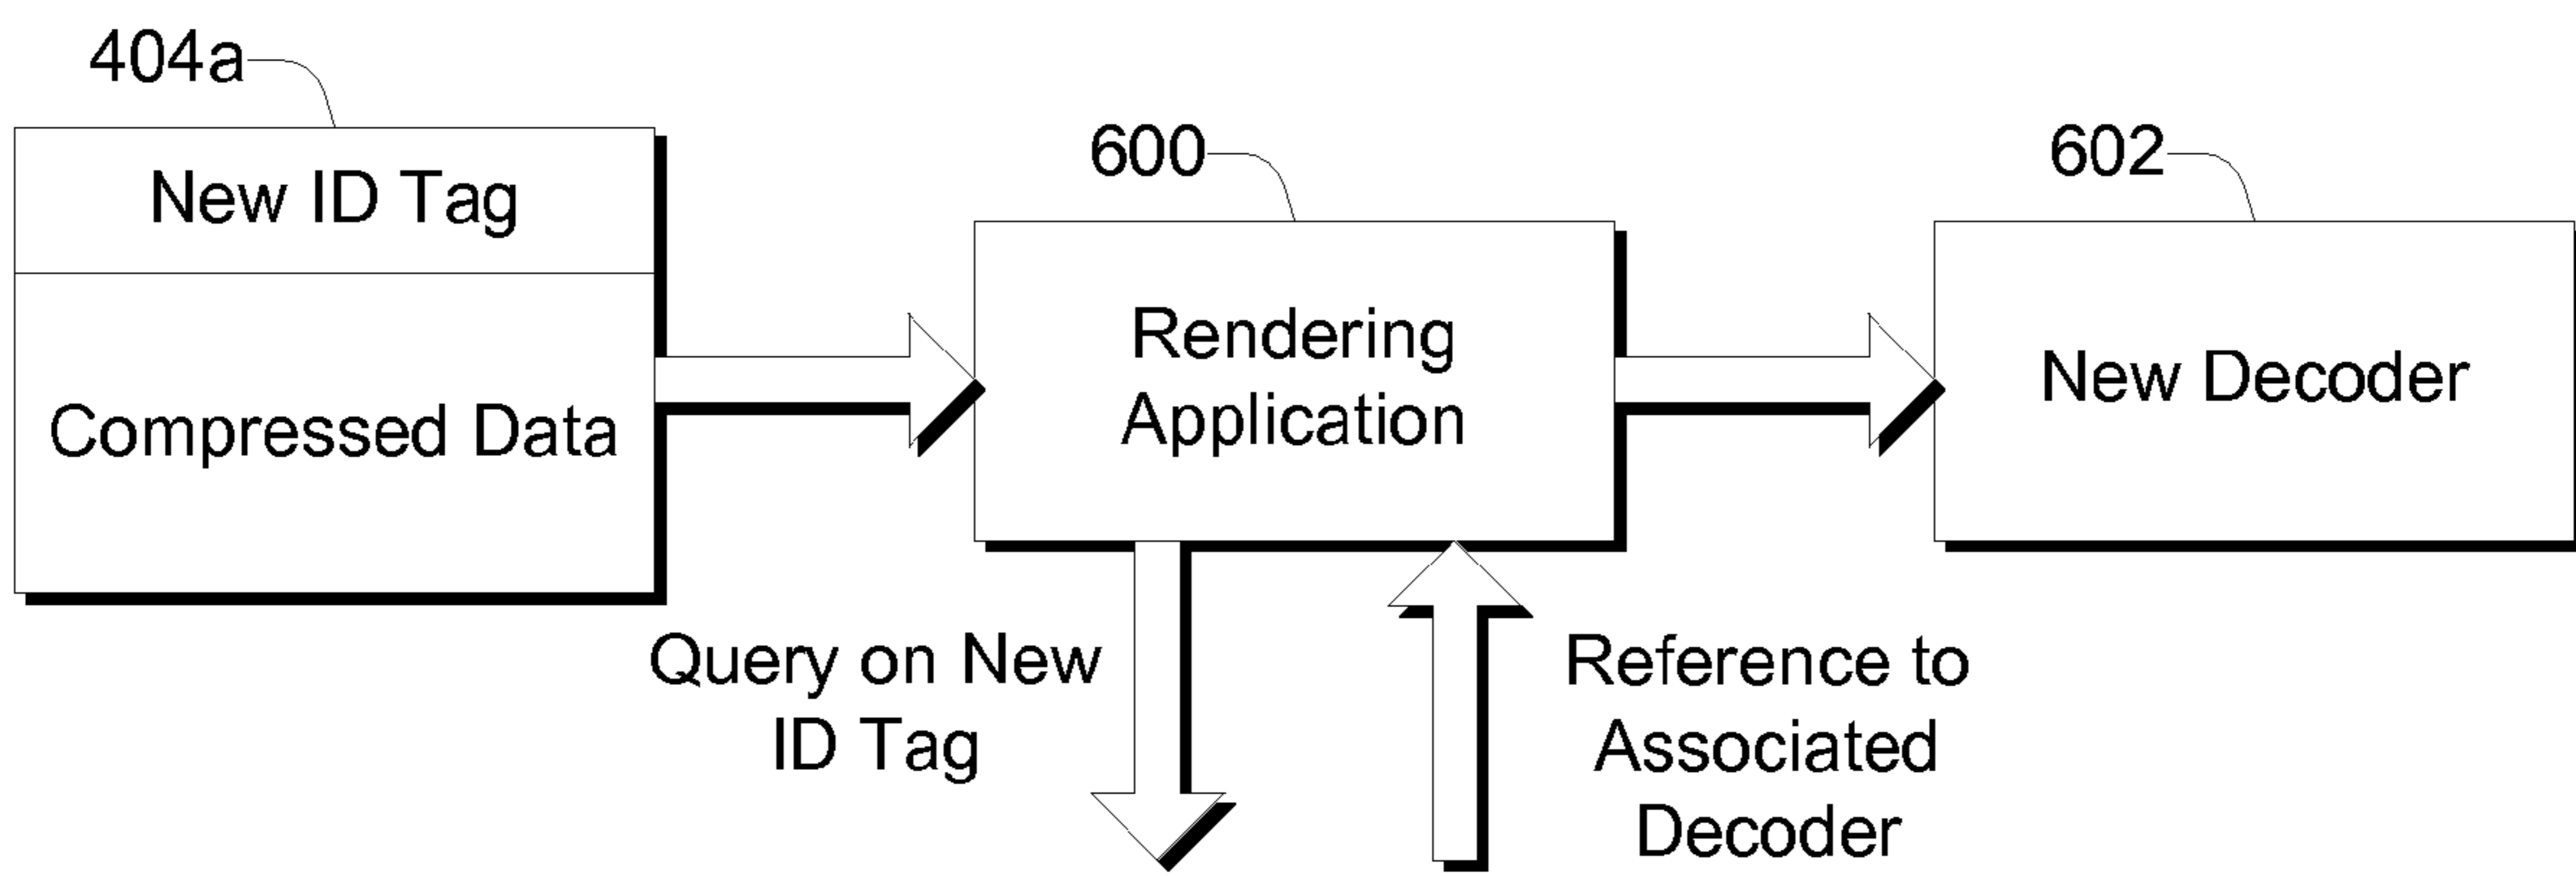 404a
New ID Tag
Compressed Data
600
Rendering
Application
602
New Decoder
Query on New
ID Tag
Reference to
Associated
Decoder